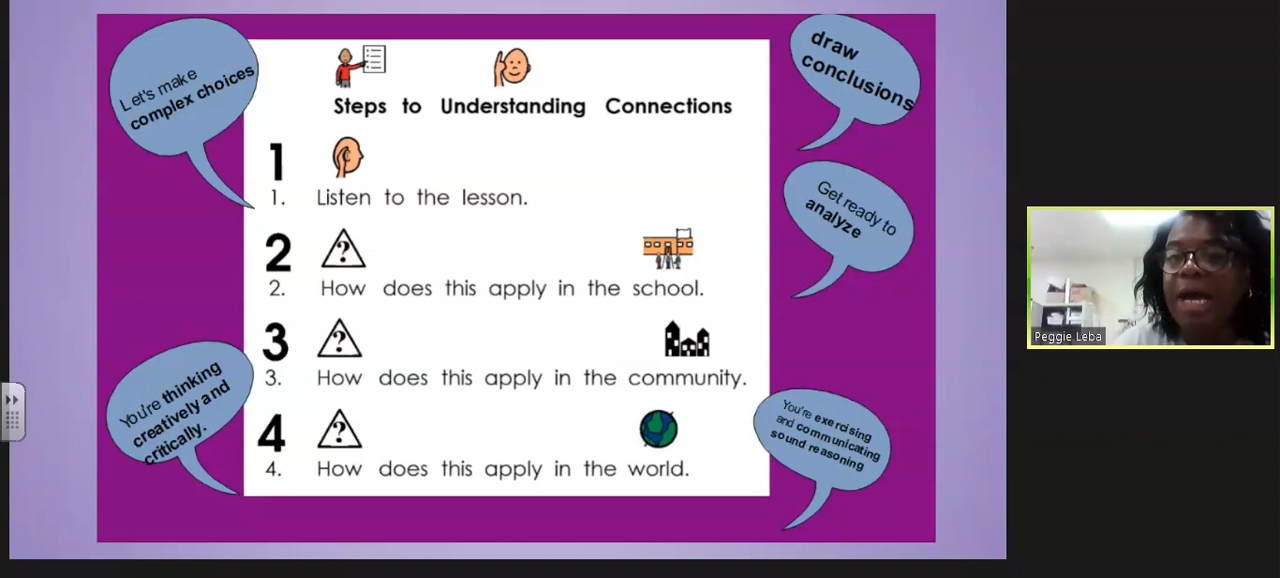 Let's make
complex choices
Steps to Understanding Connections
1
1. Listen to the lesson.
2
?
2. How does this apply in the school.
3
?
3. How does this apply in the community.
4
?
4. How does this apply in the world.
You're thinking
creatively and
critically.
draw
conclusions
Get ready to
analyze
You're exercising
and communicating
sound reasoning
Peggie Leba